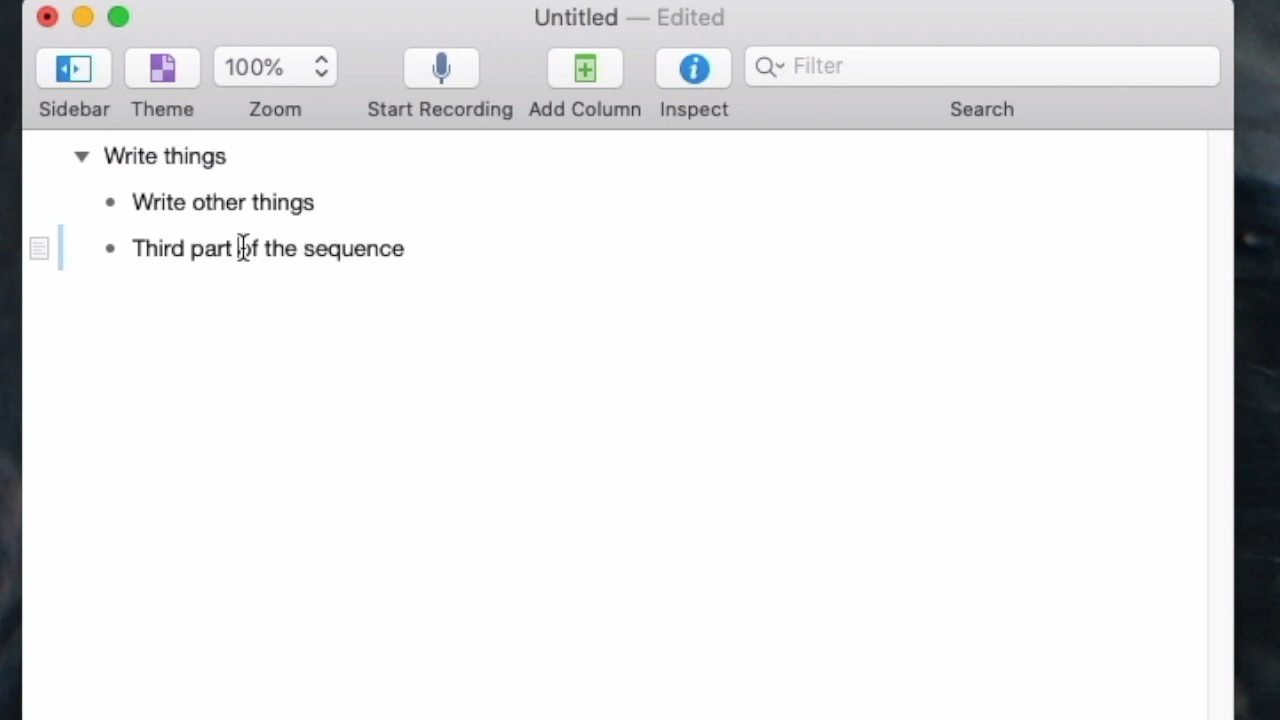 Untitled — Edited
100%
Filter
Sidebar Theme Zoom Start Recording Add Column Inspect Search
Write things
Write other things
Third part of the sequence